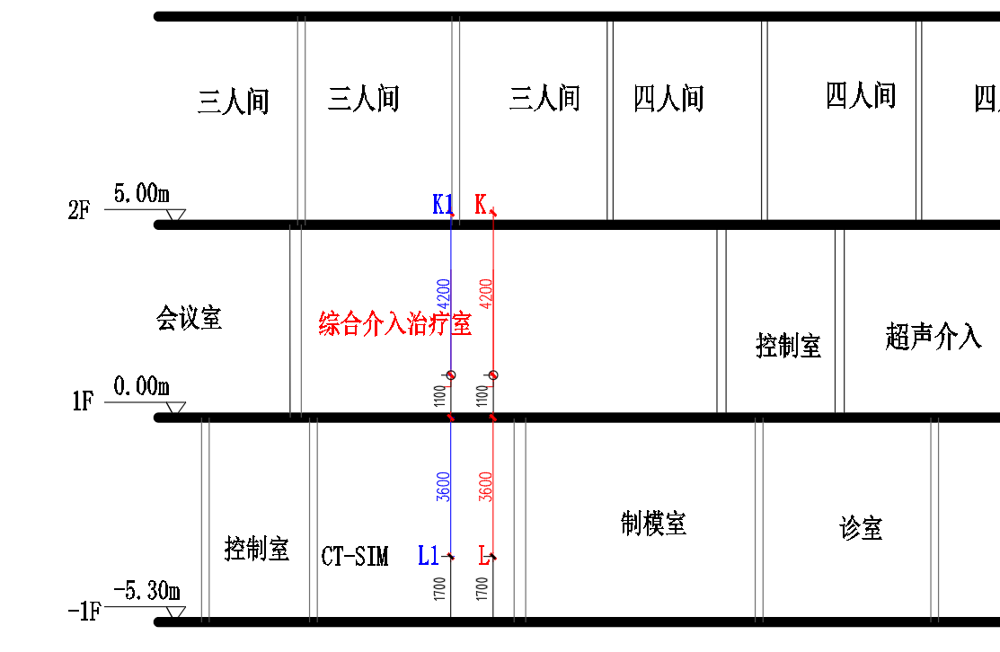 三人间 三人间 三人间 四人间 四人间 四
5.00m
2F
K1 K
4200 4200
会议室 综合介入治疗室 控制室 超声介入
0.00m
1F
1100 1100
3600 3600
控制室 CT-SIM L1 L 制模室 诊室
-5.30m
-1F
1700 1700